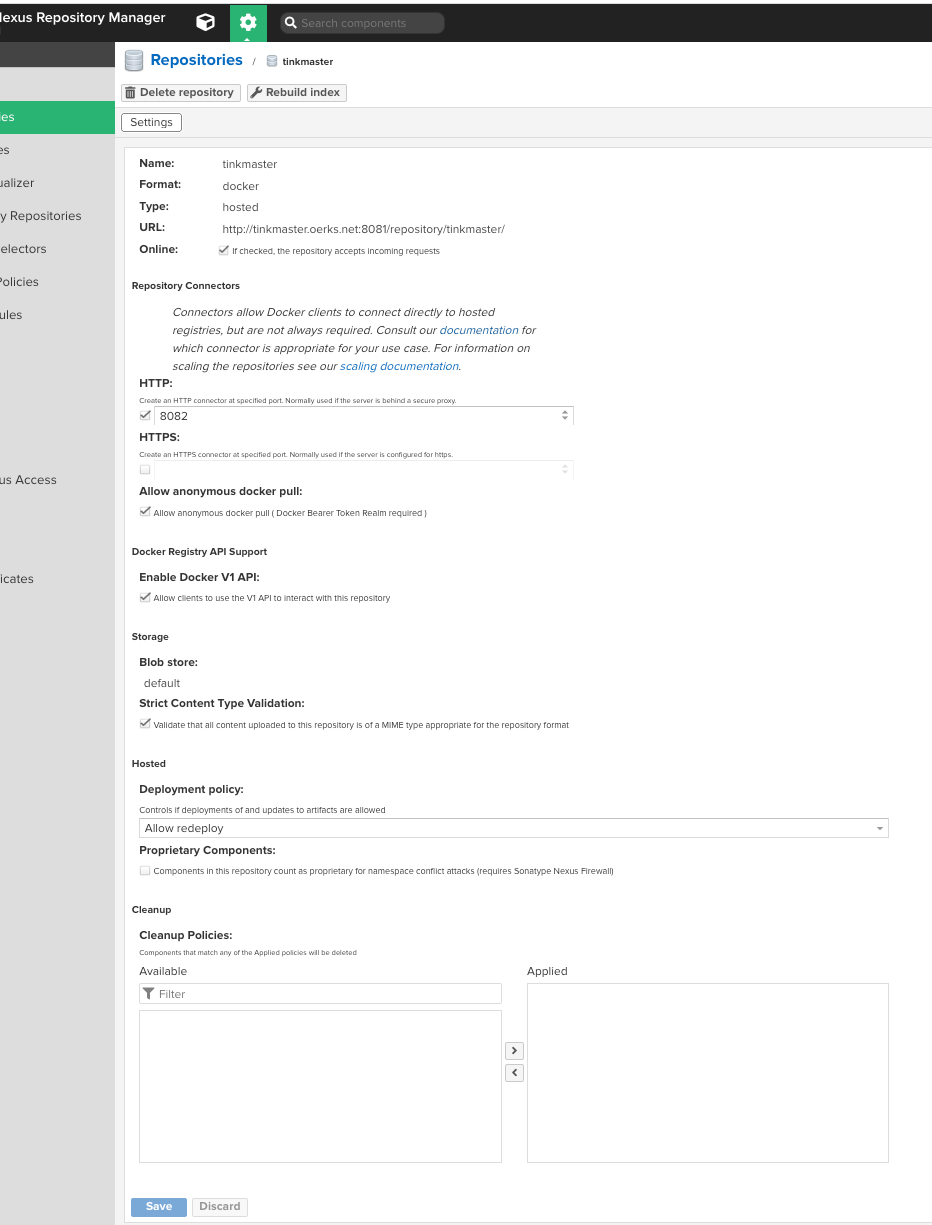 exus Repository Manager
Search components
Repositories / tinkmaster
Delete repository
Rebuild index
Settings
ies
es
ualizer
y Repositories
electors
Policies
ules
us Access
icates
Name: tinkmaster
Format: docker
Type: hosted
URL: http://tinkmaster.oerks.net:8081/repository/tinkmaster/
Online: If checked, the repository accepts incoming requests
Repository Connectors
Connectors allow Docker clients to connect directly to hosted
registries, but are not always required. Consult our documentation for
which connector is appropriate for your use case. For information on
scaling the repositories see our scaling documentation.
HTTP:
Create an HTTP connector at specified port. Normally used if the server is behind a secure proxy.
8082
HTTPS:
Create an HTTPS connector at specified port. Normally used if the server is configured for https.
Allow anonymous docker pull:
Allow anonymous docker pull ( Docker Bearer Token Realm required )
Docker Registry API Support
Enable Docker V1 API:
Allow clients to use the V1 API to interact with this repository
Storage
Blob store:
default
Strict Content Type Validation:
Validate that all content uploaded to this repository is of a MIME type appropriate for the repository format
Hosted
Deployment policy:
Controls if deployments of and updates to artifacts are allowed
Allow redeploy
Proprietary Components:
Components in this repository count as proprietary for namespace conflict attacks (requires Sonatype Nexus Firewall)
Cleanup
Cleanup Policies:
Components that match any of the Applied policies will be deleted
Available
Applied
Filter
Save
Discard